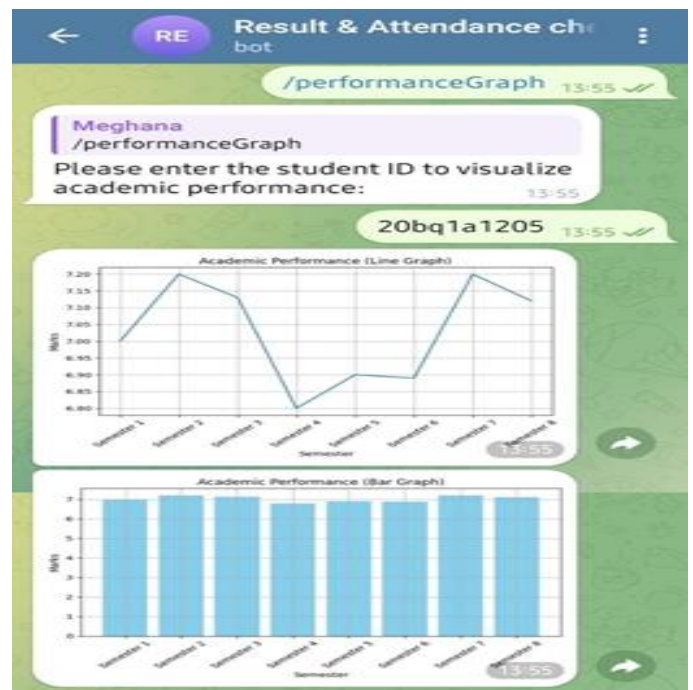 Result & Attendance che
RE
bot
/performanceGraph 13:55
Meghana
/performanceGraph
Please enter the student ID to visualize
academic performance:
13:55
20bq1a1205 13:55
Academic Performance (Line Graph)
7.20
7.15
7.10
7.05
7.00
6.95
6.90
6.85
6.80
Marks
Semester 1 Semester 2 Semester 3 Semester 4 Semester 5 Semester 6 Semester 7 Semester 8
Semester
13:55
Academic Performance (Bar Graph)
7
6
5
4
3
2
1
0
Marks
Semester 1 Semester 2 Semester 3 Semester 4 Semester 5 Semester 6 Semester 7 Semester 8
Semester
13:55